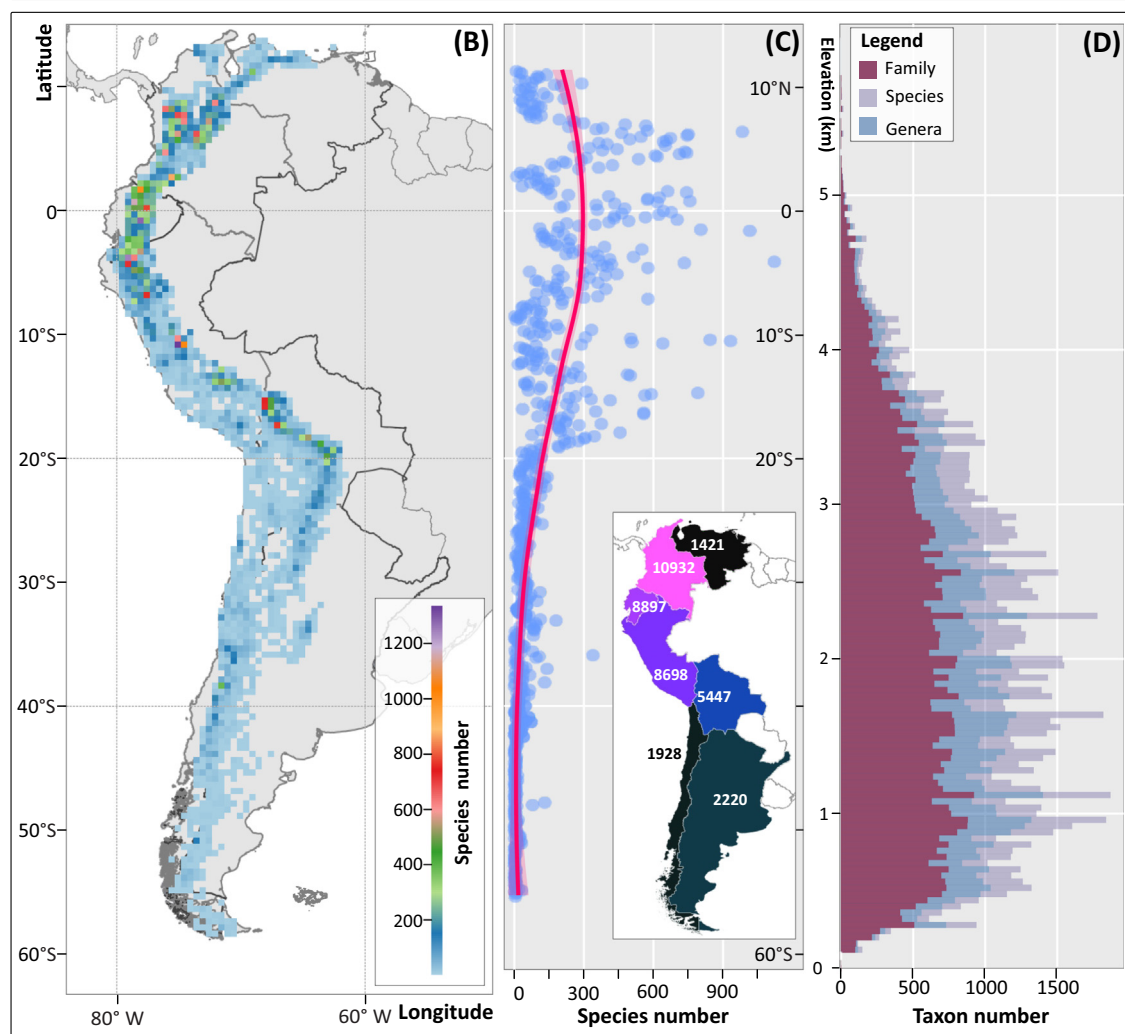 (B)
Latitude
0
10°S
20°S
30°S
40°S
50°S
60°S
80° W
60° W
Longitude
1200
1000
800
600
400
200
Species number
(C)
10°N
0
10°S
20°S
60°S
0
300
600
900
Species number
1421
10932
8897
8698
5447
1928
2220
(D)
Elevation (km)
Legend
Family
Species
Genera
5
4
3
2
1
0
0
500
1000
1500
Taxon number